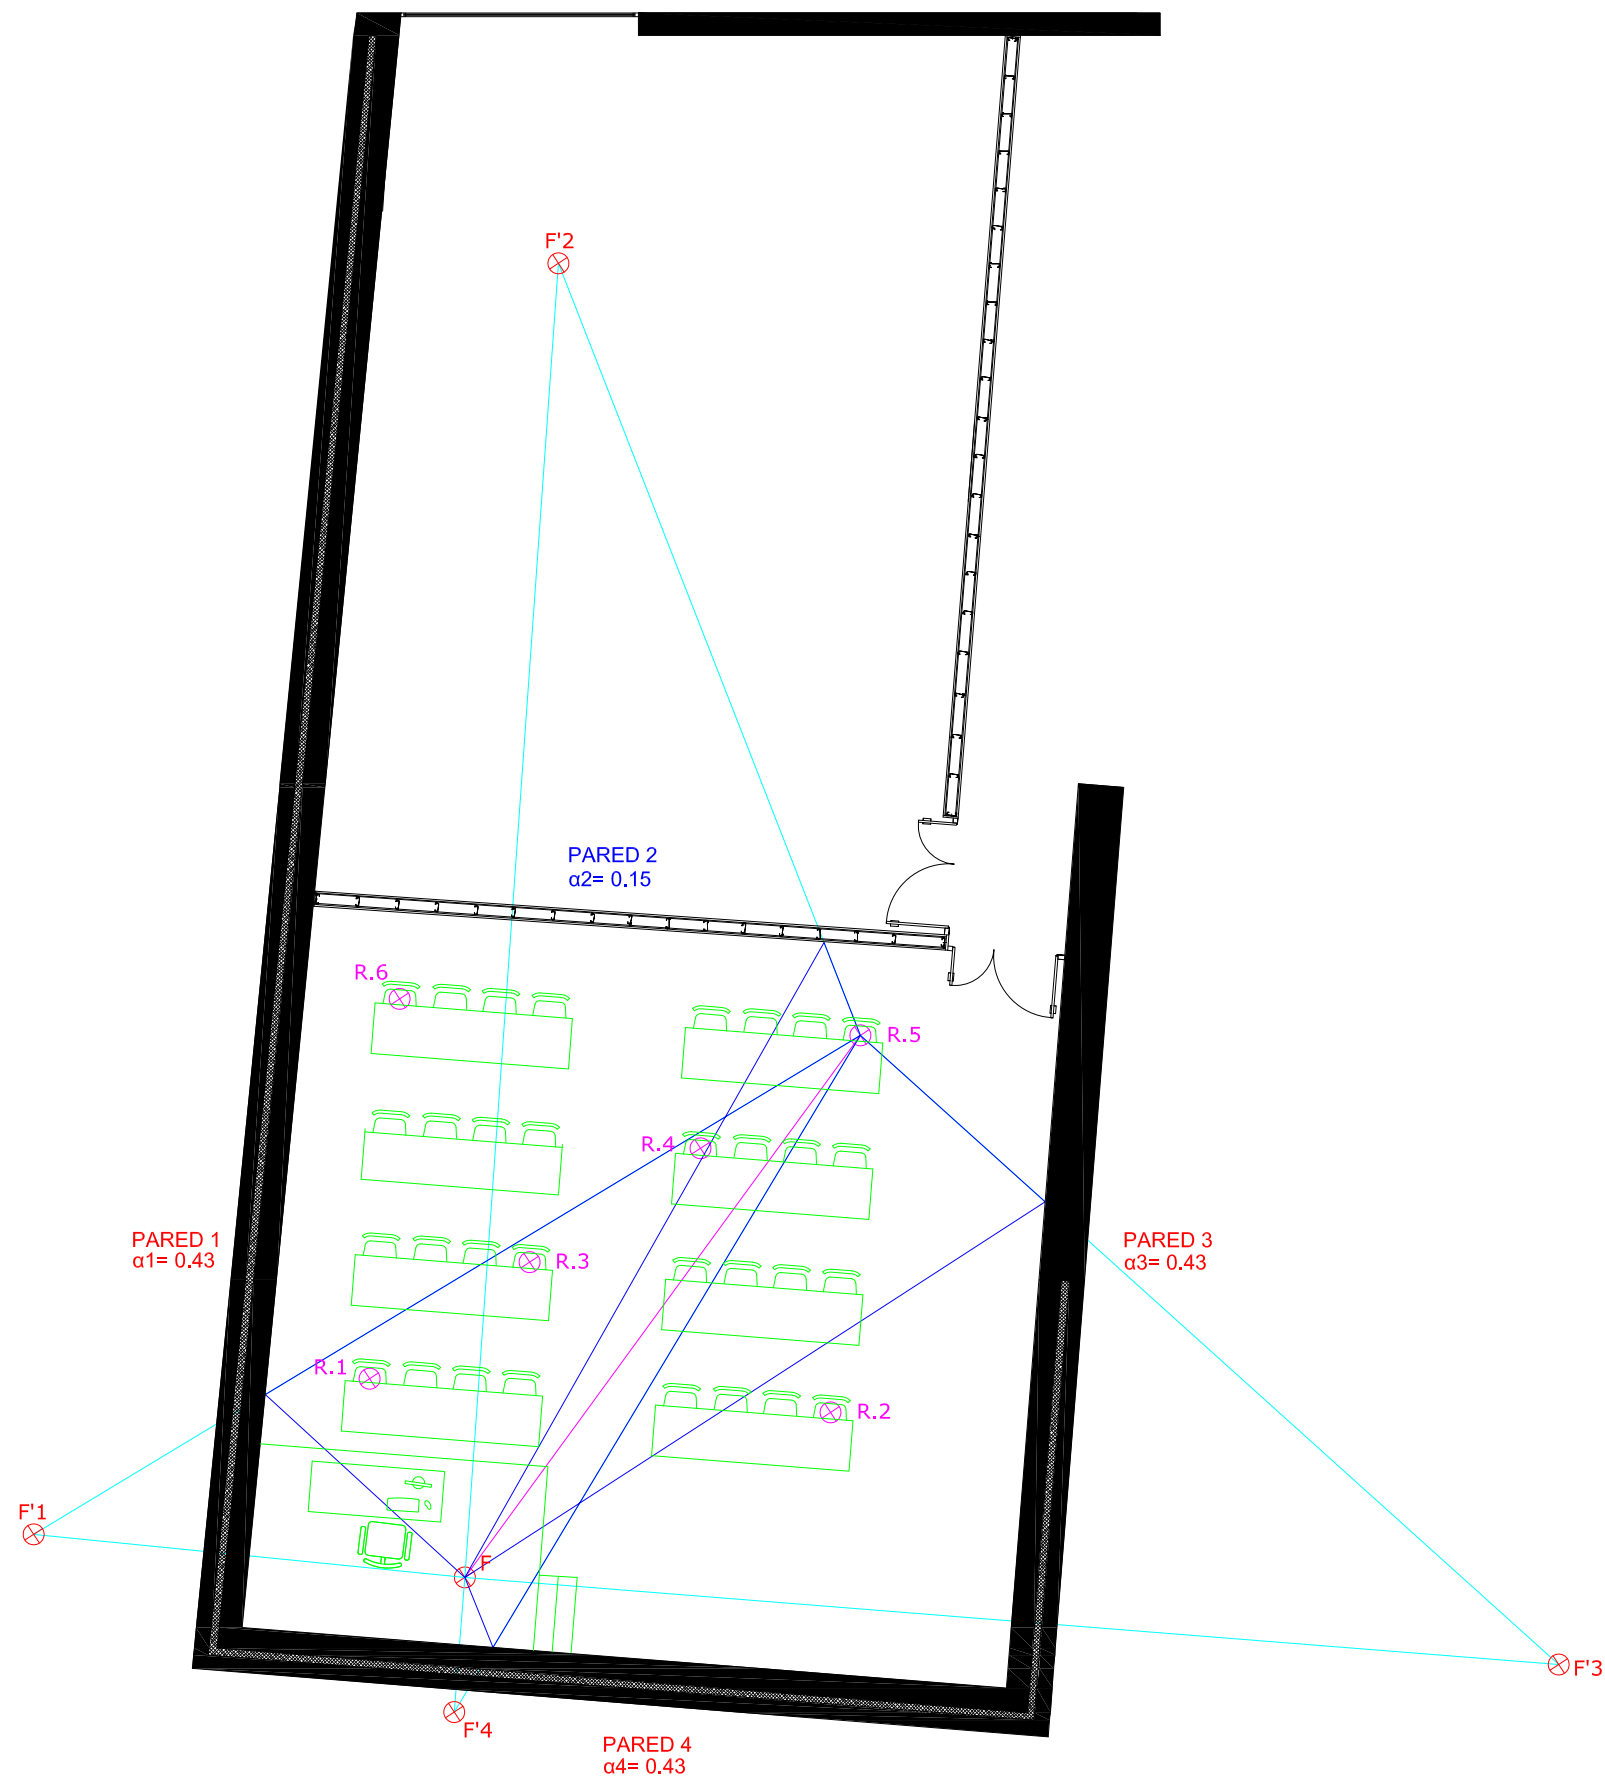 F'2
PARED 2
α2= 0.15
R.6
R.5
R.4
PARED 1
α1= 0.43
PARED 3
α3= 0.43
R.3
R.1
R.2
F'1
F
F'3
F'4
PARED 4
α4= 0.43